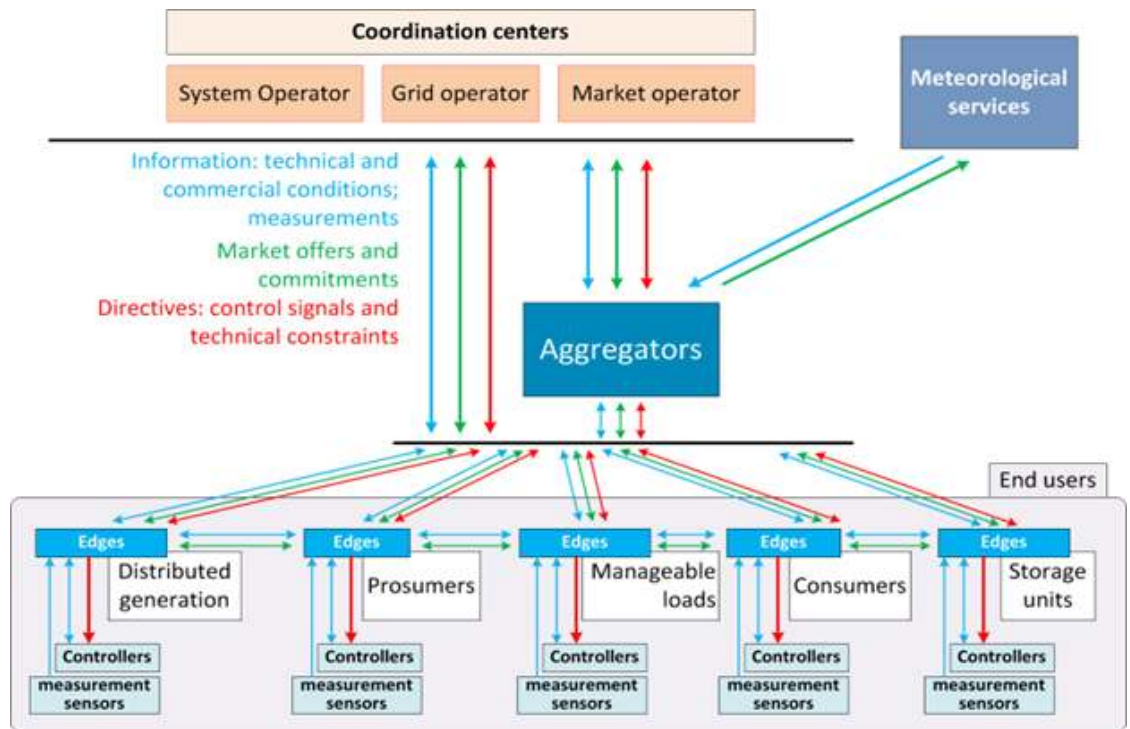 Coordination centers
System Operator
Grid operator
Market operator
Meteorological
services
Information: technical and
commercial conditions;
measurements
Market offers and
commitments
Directives: control signals and
technical constraints
Aggregators
End users
Edges
Edges
Edges
Edges
Edges
Distributed
generation
Prosumers
Manageable
loads
Consumers
Storage
units
Controllers
Controllers
Controllers
Controllers
Controllers
measurement
sensors
measurement
sensors
measurement
sensors
measurement
sensors
measurement
sensors